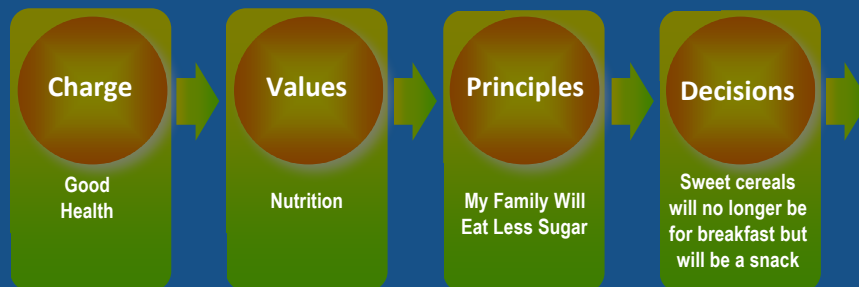 Charge
Good
Health
Values
Nutrition
Principles
My Family Will
Eat Less Sugar
Decisions
Sweet cereals
will no longer be
for breakfast but
will be a snack